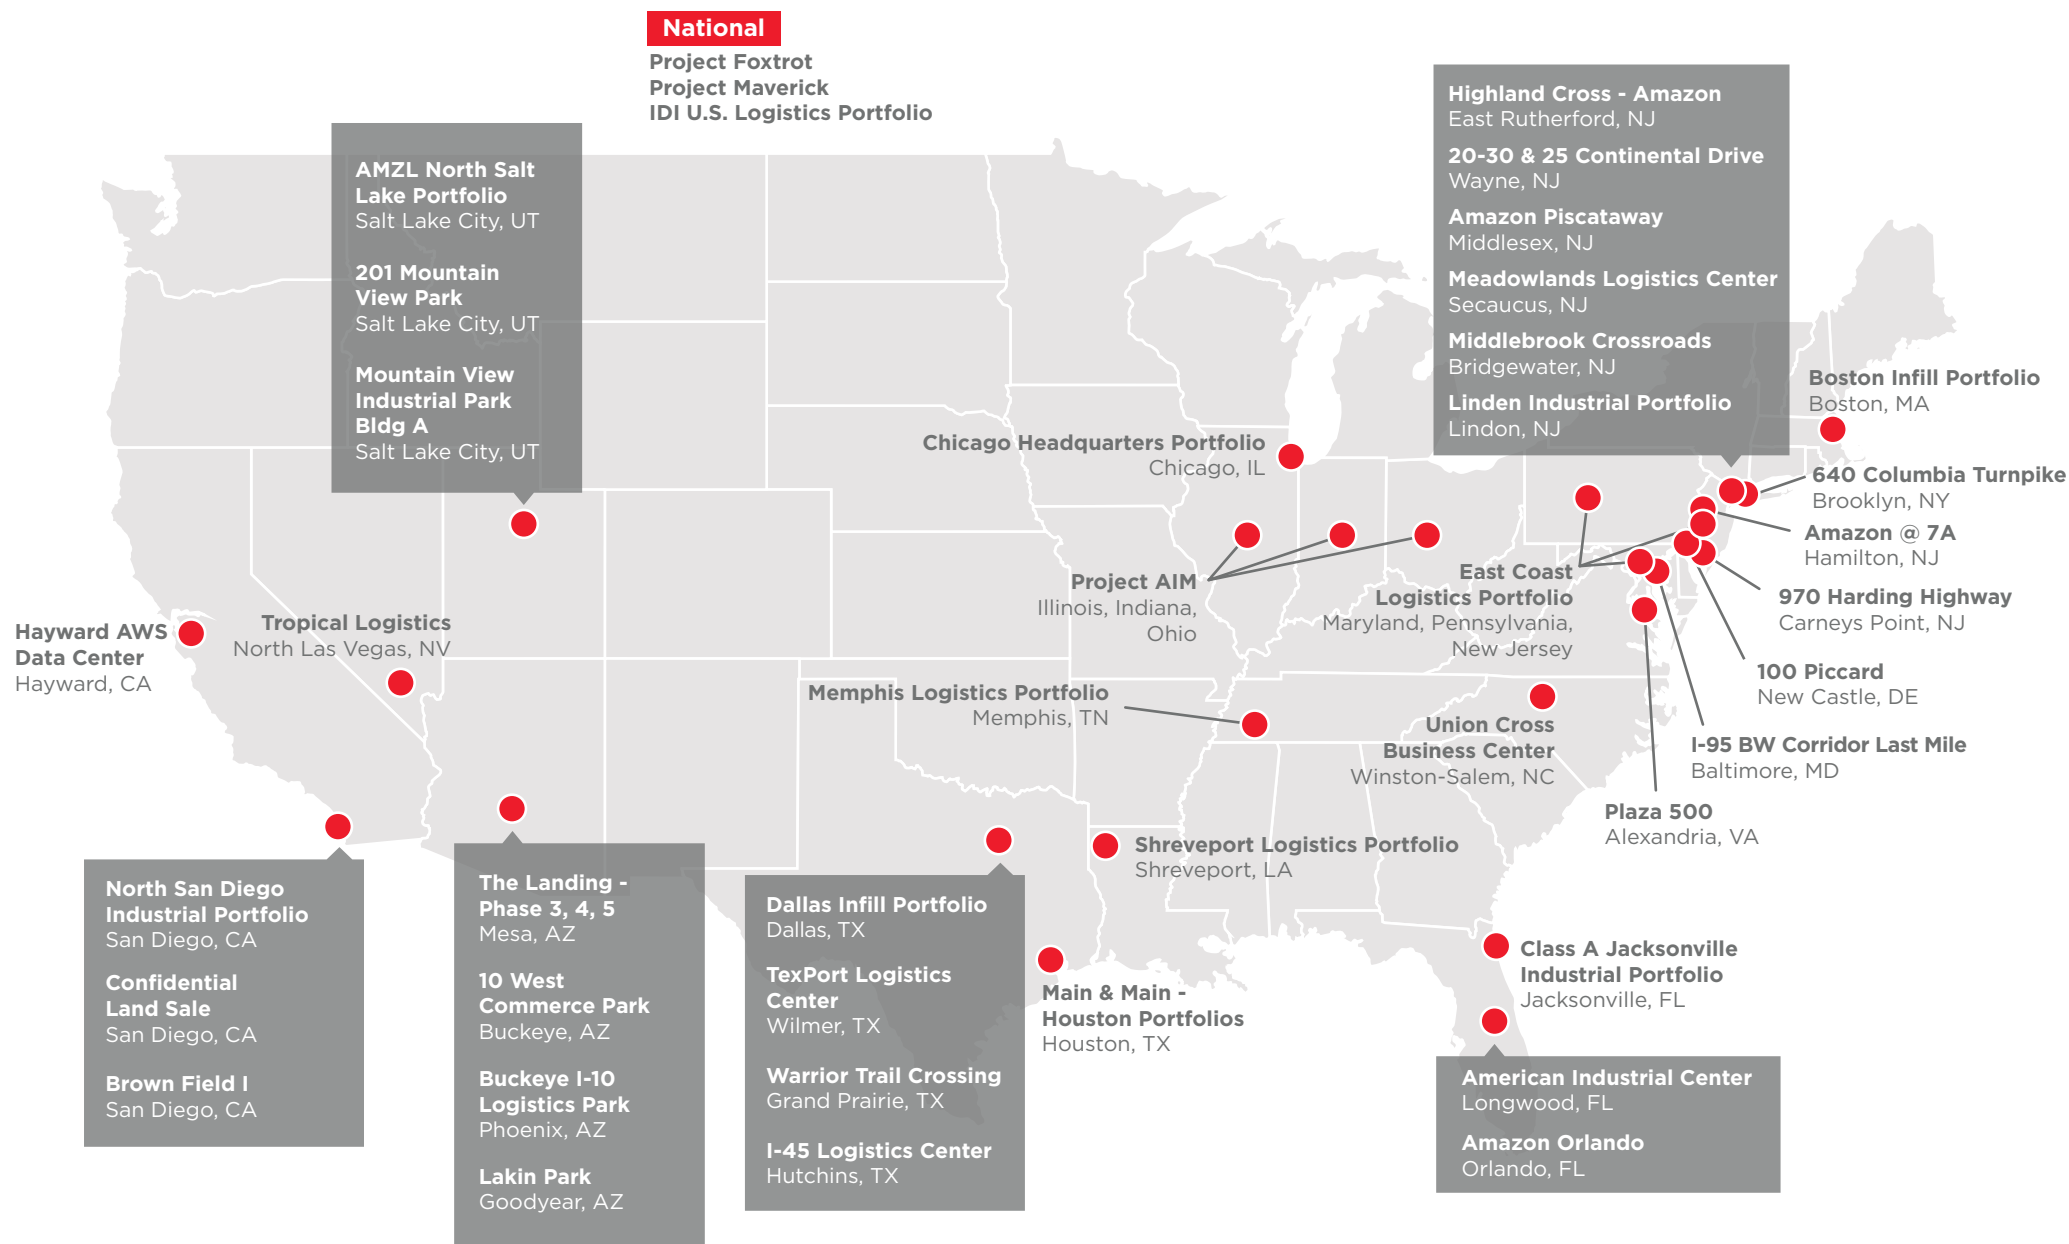 National
Project Foxtrot
Project Maverick
IDI U.S. Logistics Portfolio
AMZL North Salt
Lake Portfolio
Salt Lake City, UT
201 Mountain
View Park
Salt Lake City, UT
Mountain View
Industrial Park
Bldg A
Salt Lake City, UT
Highland Cross - Amazon
East Rutherford, NJ
20-30 & 25 Continental Drive
Wayne, NJ
Amazon Piscataway
Middlesex, NJ
Meadowlands Logistics Center
Secaucus, NJ
Middlebrook Crossroads
Bridgewater, NJ
Linden Industrial Portfolio
Lindon, NJ
Boston Infill Portfolio
Boston, MA
Chicago Headquarters Portfolio
Chicago, IL
640 Columbia Turnpike
Brooklyn, NY
Amazon @ 7A
Hamilton, NJ
Project AIM
Illinois, Indiana,
Ohio
East Coast
Logistics Portfolio
Maryland, Pennsylvania,
New Jersey
970 Harding Highway
Carneys Point, NJ
Hayward AWS
Data Center
Hayward, CA
Tropical Logistics
North Las Vegas, NV
100 Piccard
New Castle, DE
Memphis Logistics Portfolio
Memphis, TN
Union Cross
Business Center
Winston-Salem, NC
I-95 BW Corridor Last Mile
Baltimore, MD
Plaza 500
Alexandria, VA
Shreveport Logistics Portfolio
Shreveport, LA
North San Diego
Industrial Portfolio
San Diego, CA
Confidential
Land Sale
San Diego, CA
Brown Field I
San Diego, CA
The Landing -
Phase 3, 4, 5
Mesa, AZ
10 West
Commerce Park
Buckeye, AZ
Buckeye I-10
Logistics Park
Phoenix, AZ
Lakin Park
Goodyear, AZ
Dallas Infill Portfolio
Dallas, TX
TexPort Logistics
Center
Wilmer, TX
Warrior Trail Crossing
Grand Prairie, TX
I-45 Logistics Center
Hutchins, TX
Main & Main -
Houston Portfolios
Houston, TX
Class A Jacksonville
Industrial Portfolio
Jacksonville, FL
American Industrial Center
Longwood, FL
Amazon Orlando
Orlando, FL